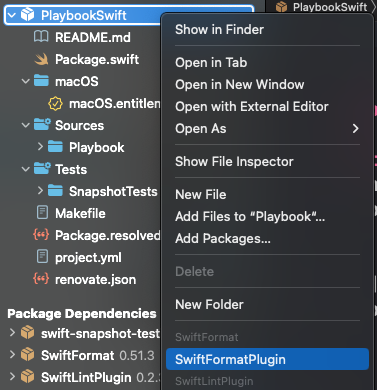 PlaybookSwift
PlaybookSwift
README.md
Package.swift
macOS
macOS.entitlem
Sources
Playbook
Tests
SnapshotTests
Makefile
Package.resolved
project.yml
renovate.json
Package Dependencies
swift-snapshot-test
SwiftFormat 0.51.3
SwiftLintPlugin 0.2.
Show in Finder
Open in Tab
Open in New Window
Open with External Editor
Open As
Show File Inspector
New File
Add Files to “Playbook”...
Add Packages...
Delete
New Folder
SwiftFormat
SwiftFormatPlugin
SwiftLintPlugin